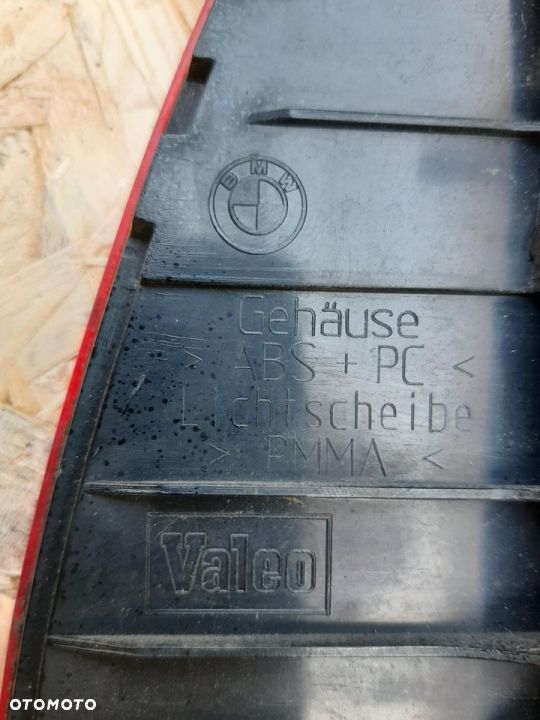 BMW
Gehäuse
> ABS + PC <
Lichtscheibe
> PMMA <
Valeo
OTOMOTO